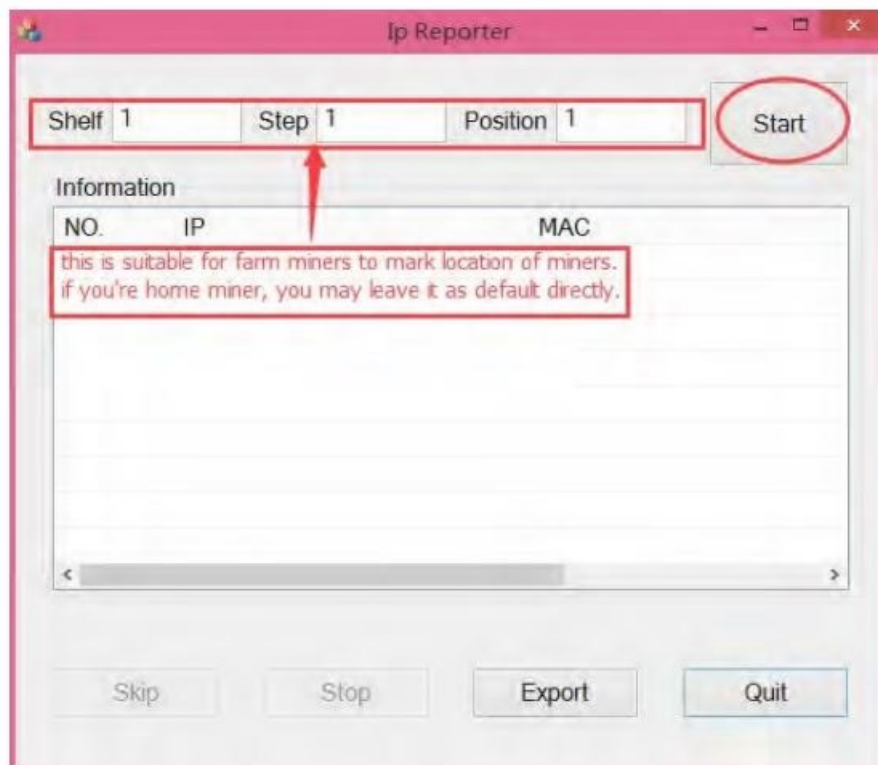 Ip Reporter
Shelf 1 Step 1 Position 1 Start
Information
NO. IP MAC
this is suitable for farm miners to mark location of miners.
if you're home miner, you may leave it as default directly.
Skip Stop Export Quit